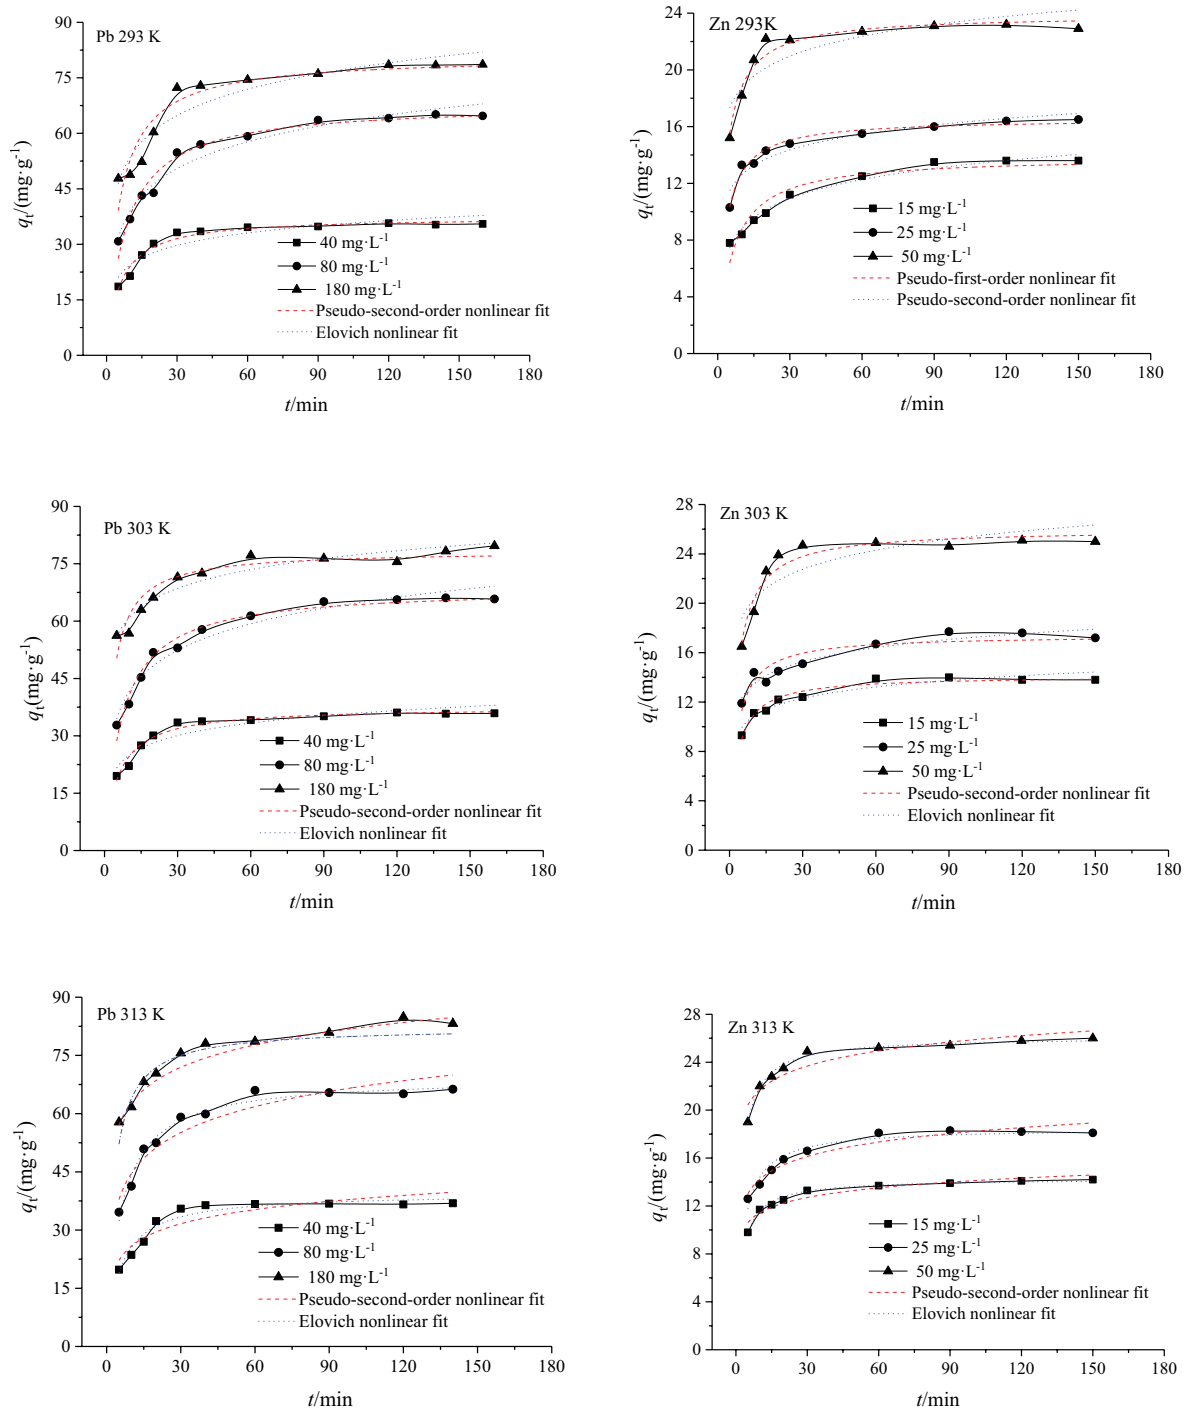 Pb 293 K
90
75
60
45
30
15
0
qt/(mg·g-1)
40 mg·L-1
80 mg·L-1
180 mg·L-1
Pseudo-second-order nonlinear fit
Elovich nonlinear fit
0 30 60 90 120 150 180
t/min
Zn 293K
24
20
16
12
8
4
0
qt/(mg·g-1)
15 mg·L-1
25 mg·L-1
50 mg·L-1
Pseudo-first-order nonlinear fit
Pseudo-second-order nonlinear fit
0 30 60 90 120 150 180
t/min
Pb 303 K
90
75
60
45
30
15
0
qt(mg·g-1)
40 mg·L-1
80 mg·L-1
180 mg·L-1
Pseudo-second-order nonlinear fit
Elovich nonlinear fit
0 30 60 90 120 150 180
t/min
Zn 303 K
28
24
20
16
12
8
4
0
qt/(mg·g-1)
15 mg·L-1
25 mg·L-1
50 mg·L-1
Pseudo-second-order nonlinear fit
Elovich nonlinear fit
0 30 60 90 120 150 180
t/min
Pb 313 K
90
75
60
45
30
15
0
qt/(mg·g-1)
40 mg·L-1
80 mg·L-1
180 mg·L-1
Pseudo-second-order nonlinear fit
Elovich nonlinear fit
0 30 60 90 120 150 180
t/min
Zn 313 K
28
24
20
16
12
8
4
0
qt/(mg·g-1)
15 mg·L-1
25 mg·L-1
50 mg·L-1
Pseudo-second-order nonlinear fit
Elovich nonlinear fit
0 30 60 90 120 150 180
t/min